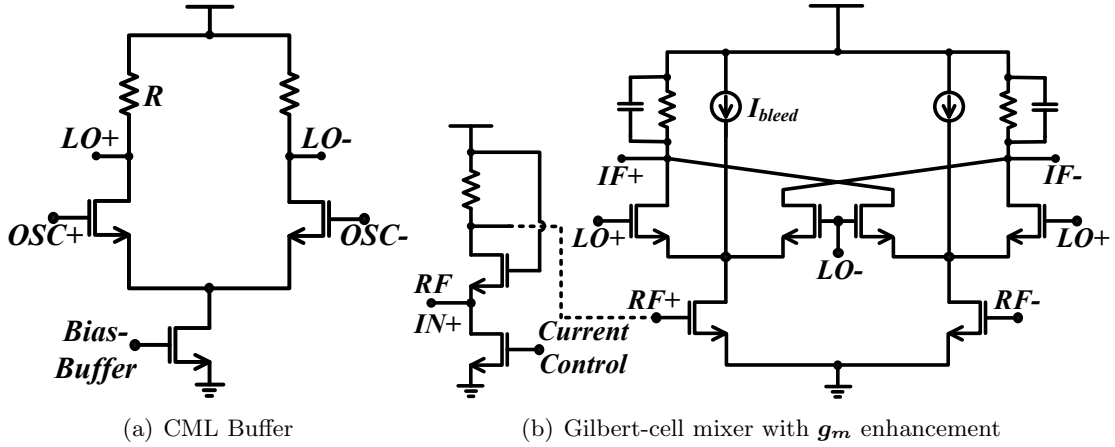 R
LO+
LO-
OSC+
OSC-
Bias-
Buffer
I_bleed
IF+
IF-
LO+
LO-
LO+
RF
IN+
RF+
RF-
Current
Control
(a) CML Buffer
(b) Gilbert-cell mixer with g_m enhancement